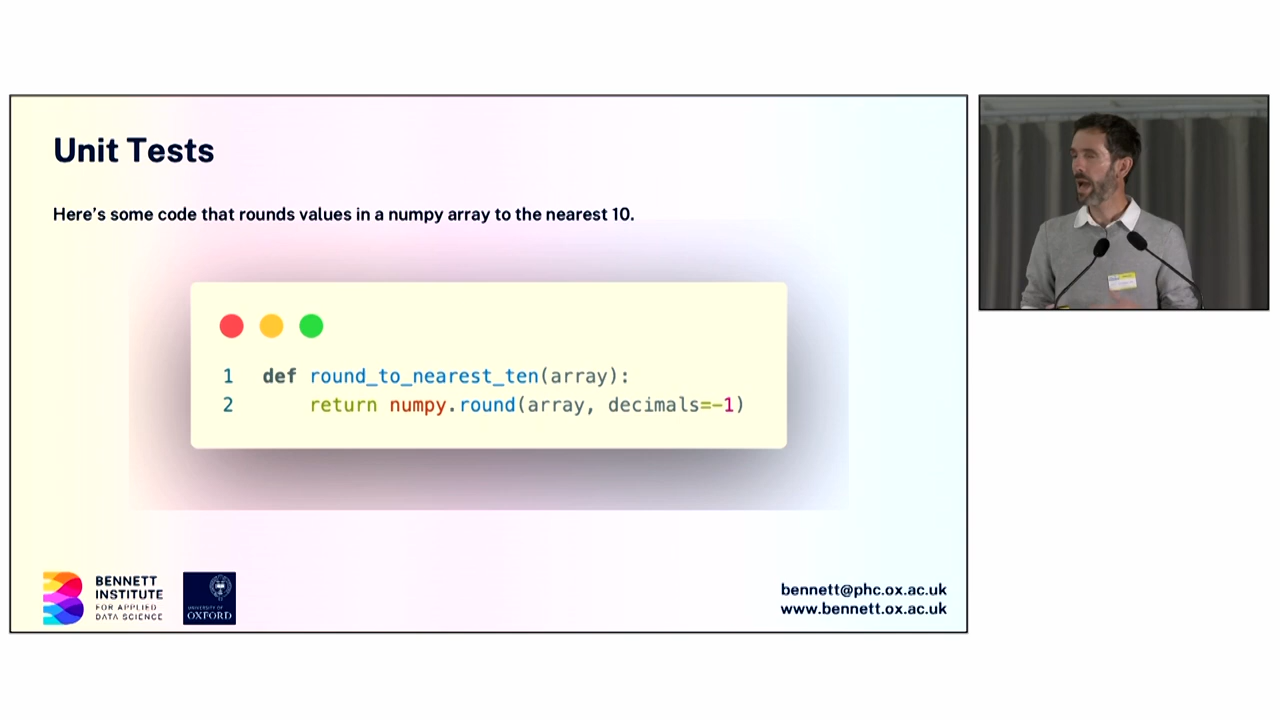 Unit Tests
Here's some code that rounds values in a numpy array to the nearest 10.
1 def round_to_nearest_ten(array):
2 return numpy.round(array, decimals=-1)
BENNETT
INSTITUTE
FOR APPLIED
DATA SCIENCE
UNIVERSITY OF
OXFORD
bennett@phc.ox.ac.uk
www.bennett.ox.ac.uk